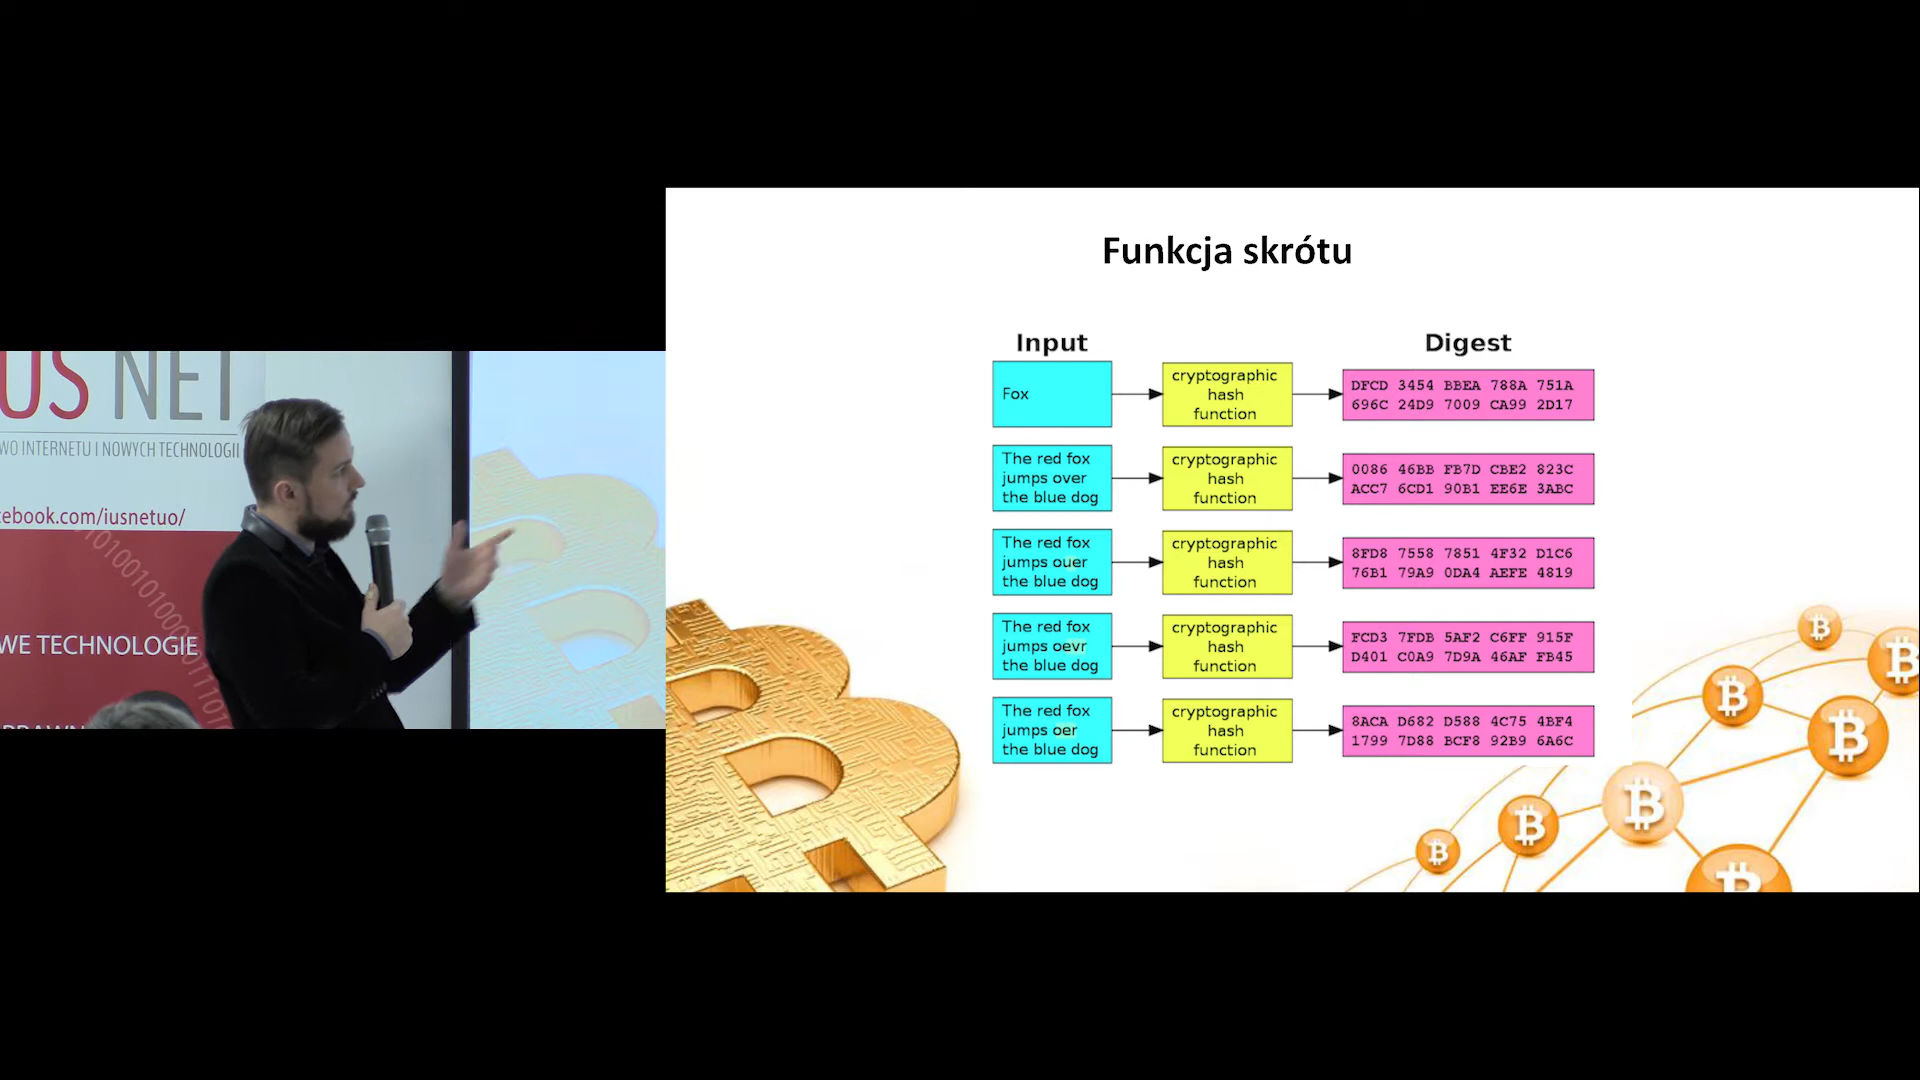 US NET
WO INTERNETU I NOWYCH TECHNOLOGII
cebook.com/iusnetuo/
WE TECHNOLOGIE
Funkcja skrótu
Input
Digest
Fox
cryptographic
hash
function
DFCD 3454 BBEA 788A 751A
696C 24D9 7009 CA99 2D17
The red fox
jumps over
the blue dog
cryptographic
hash
function
0086 46BB FB7D CBE2 823C
ACC7 6CD1 90B1 EE6E 3ABC
The red fox
jumps ouer
the blue dog
cryptographic
hash
function
8FD8 7558 7851 4F32 D1C6
76B1 79A9 0DA4 AEFE 4819
The red fox
jumps oevr
the blue dog
cryptographic
hash
function
FCD3 7FDB 5AF2 C6FF 915F
D401 C0A9 7D9A 46AF FB45
The red fox
jumps oer
the blue dog
cryptographic
hash
function
8ACA D682 D588 4C75 4BF4
1799 7D88 BCF8 92B9 6A6C